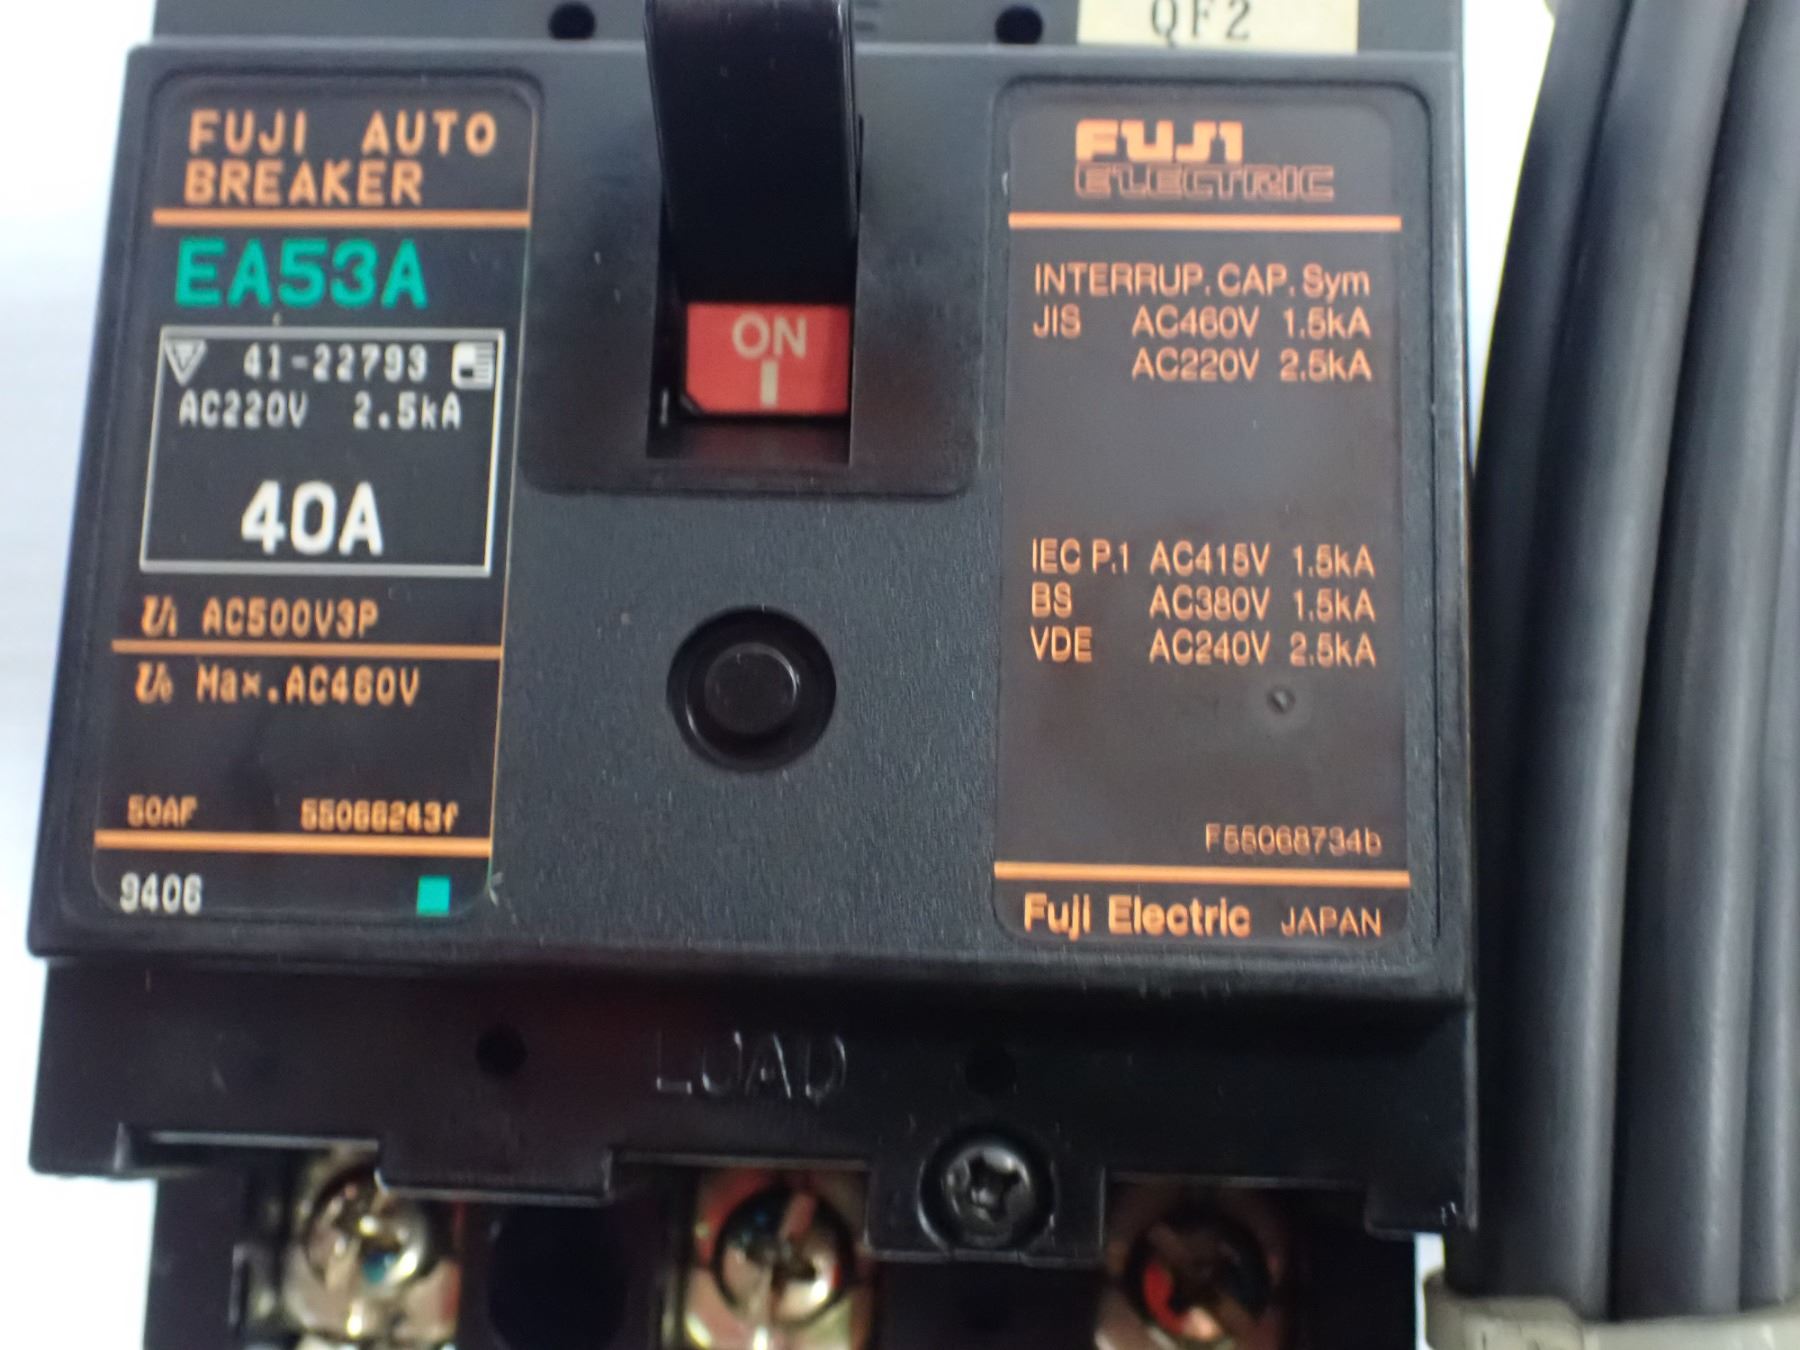 QF2
FUJI AUTO
BREAKER
EA53A
41-22793
AC220V 2.5kA
40A
Ui AC500V3P
Ue Max.AC460V
50AF 55066243f
9406
ON
I
FUJI
ELECTRIC
INTERRUP. CAP. Sym
JIS AC460V 1.5kA
AC220V 2.5kA
IEC P.1 AC415V 1.5kA
BS AC380V 1.5kA
VDE AC240V 2.5kA
F55068734b
Fuji Electric JAPAN
LOAD